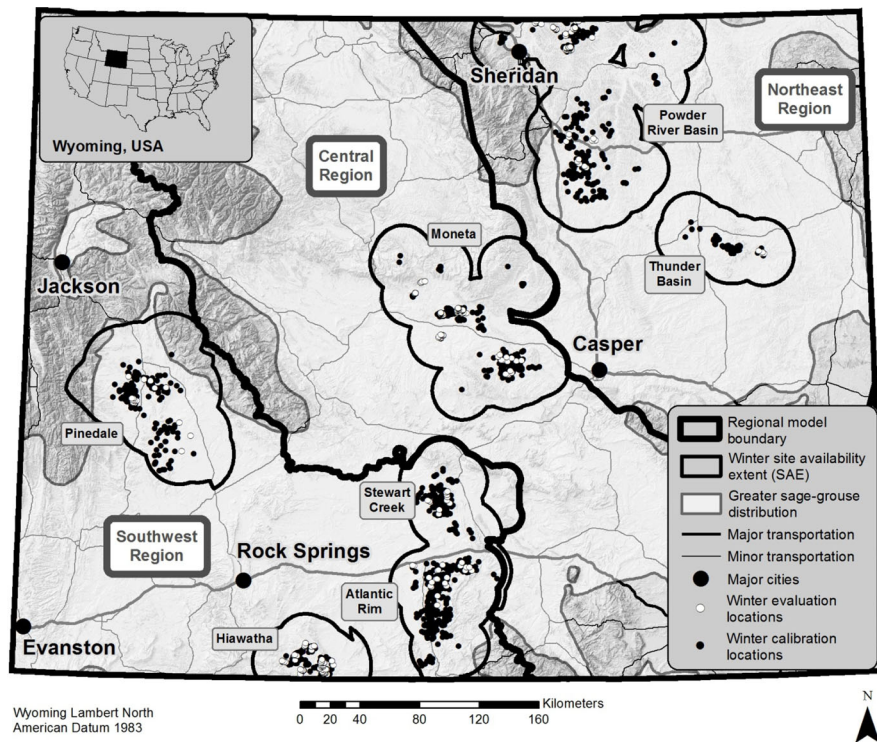 Wyoming, USA
Sheridan
Northeast
Region
Powder
River Basin
Central
Region
Moneta
Thunder
Basin
Jackson
Casper
Pinedale
Stewart
Creek
Southwest
Region
Rock Springs
Atlantic
Rim
Hiawatha
Evanston
Regional model
boundary
Winter site availability
extent (SAE)
Greater sage-grouse
distribution
Major transportation
Minor transportation
Major cities
Winter evaluation
locations
Winter calibration
locations
Wyoming Lambert North
American Datum 1983
Kilometers
0 20 40 80 120 160
N